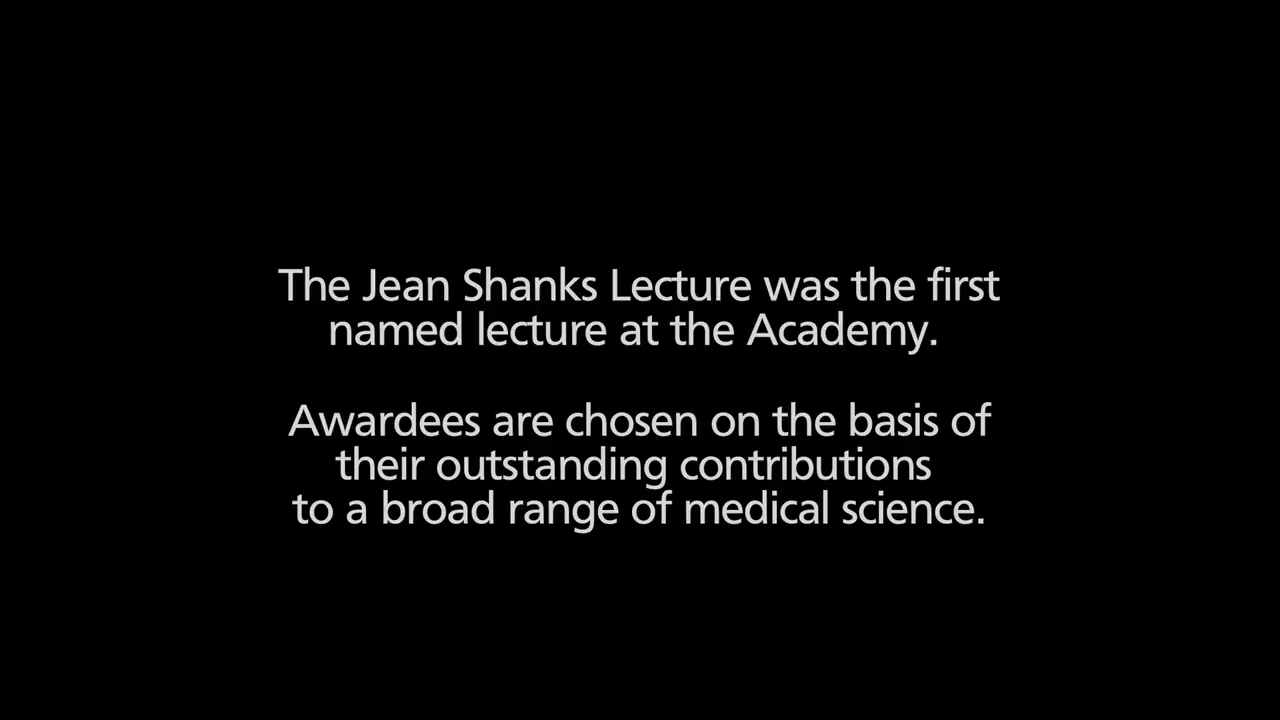 The Jean Shanks Lecture was the first
named lecture at the Academy.
Awardees are chosen on the basis of
their outstanding contributions
to a broad range of medical science.